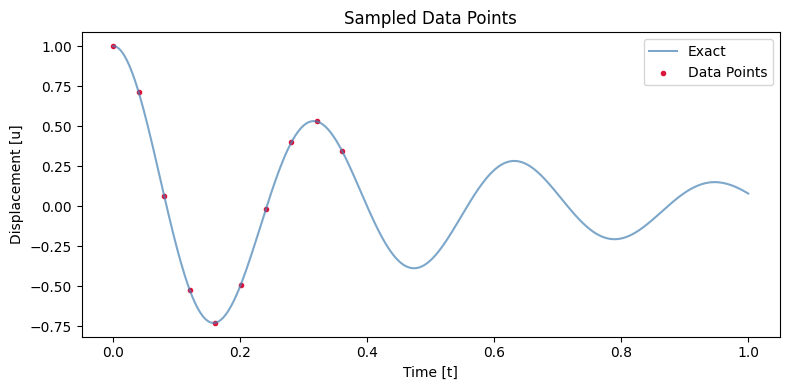 Sampled Data Points
Displacement [u]
1.00
0.75
0.50
0.25
0.00
−0.25
−0.50
−0.75
Exact
Data Points
0.0
0.2
0.4
0.6
0.8
1.0
Time [t]